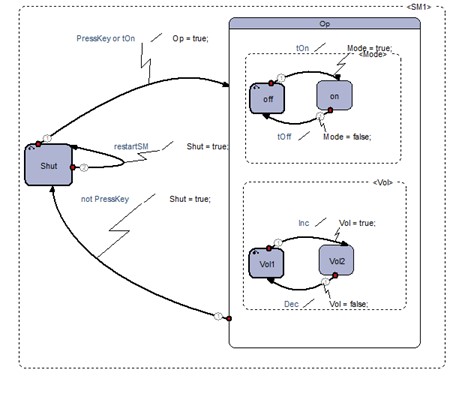 <SM1>
Op
PressKey or tOn
Op = true;
tOn
Mode = true;
<Mode>
off
on
tOff
Mode = false;
restartSM
Shut = true;
Shut
not PressKey
Shut = true;
<Vol>
Inc
Vol = true;
Vol1
Vol2
Dec
Vol = false;